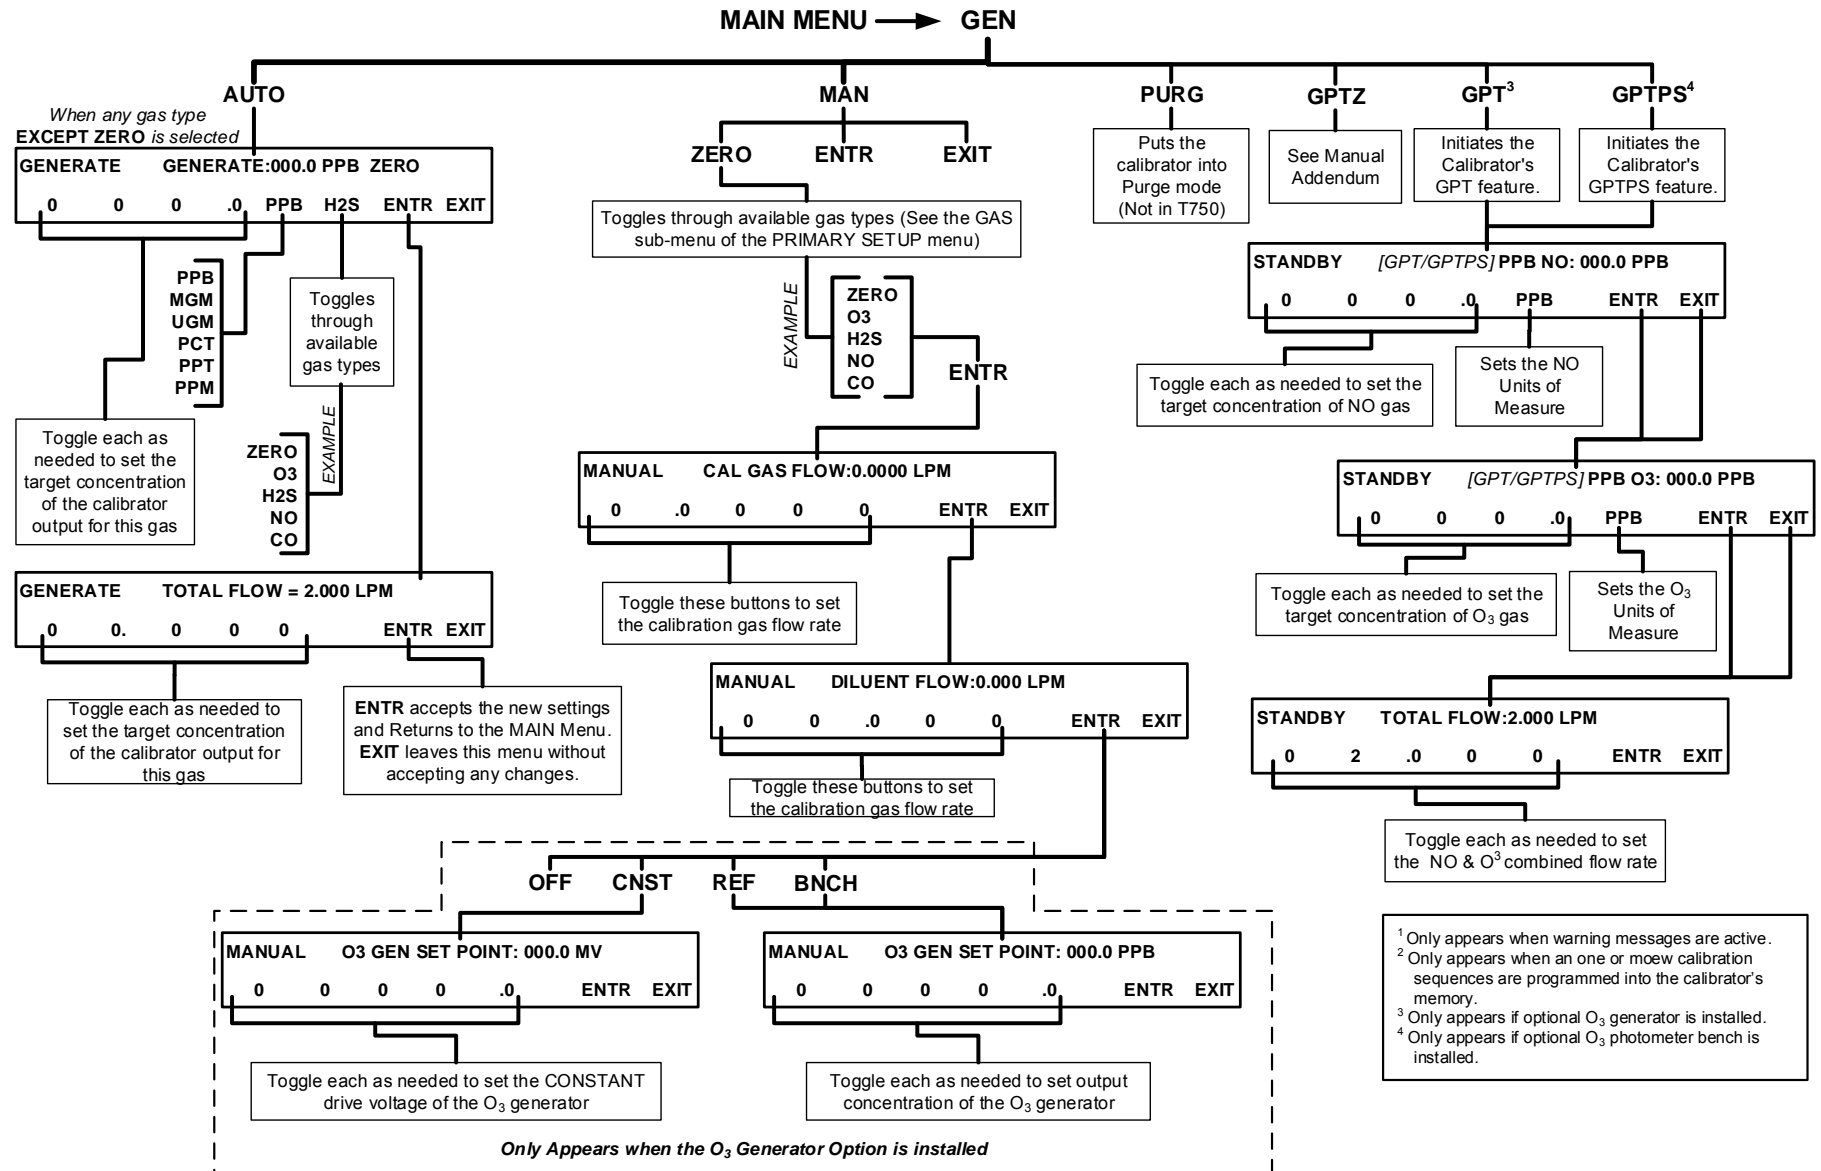 MAIN MENU GEN
AUTO
MAN
PURG
GPTZ
GPT3
GPTPS4
When any gas type
EXCEPT ZERO is selected
GENERATE GENERATE:000.0 PPB ZERO
0 0 0 .0 PPB H2S ENTR EXIT
PPB
MGM
UGM
PCT
PPT
PPM
Toggles
through
available
gas types
EXAMPLE
ZERO
O3
H2S
NO
CO
Toggle each as
needed to set the
target concentration
of the calibrator
output for this gas
GENERATE TOTAL FLOW = 2.000 LPM
0 0. 0 0 0 ENTR EXIT
Toggle each as needed to
set the target concentration
of the calibrator output for
this gas
ENTR accepts the new settings
and Returns to the MAIN Menu.
EXIT leaves this menu without
accepting any changes.
ZERO ENTR EXIT
Toggles through available gas types (See the GAS
sub-menu of the PRIMARY SETUP menu)
EXAMPLE
ZERO
O3
H2S
NO
CO
ENTR
MANUAL CAL GAS FLOW:0.0000 LPM
0 .0 0 0 0 ENTR EXIT
Toggle these buttons to set
the calibration gas flow rate
MANUAL DILUENT FLOW:0.000 LPM
0 0 .0 0 0 ENTR EXIT
Toggle these buttons to set
the calibration gas flow rate
OFF CNST REF BNCH
MANUAL O3 GEN SET POINT: 000.0 MV
0 0 0 0 .0 ENTR EXIT
Toggle each as needed to set the CONSTANT
drive voltage of the O3 generator
MANUAL O3 GEN SET POINT: 000.0 PPB
0 0 0 0 .0 ENTR EXIT
Toggle each as needed to set output
concentration of the O3 generator
Only Appears when the O3 Generator Option is installed
Puts the
calibrator into
Purge mode
(Not in T750)
See Manual
Addendum
Initiates the
Calibrator's
GPT feature.
Initiates the
Calibrator's
GPTPS feature.
STANDBY [GPT/GPTPS] PPB NO: 000.0 PPB
0 0 0 .0 PPB ENTR EXIT
Toggle each as needed to set the
target concentration of NO gas
Sets the NO
Units of
Measure
STANDBY [GPT/GPTPS] PPB O3: 000.0 PPB
0 0 0 .0 PPB ENTR EXIT
Toggle each as needed to set the
target concentration of O3 gas
Sets the O3
Units of
Measure
STANDBY TOTAL FLOW:2.000 LPM
0 2 .0 0 0 ENTR EXIT
Toggle each as needed to set
the NO & O3 combined flow rate
1 Only appears when warning messages are active.
2 Only appears when an one or moew calibration
sequences are programmed into the calibrator's
memory.
3 Only appears if optional O3 generator is installed.
4 Only appears if optional O3 photometer bench is
installed.